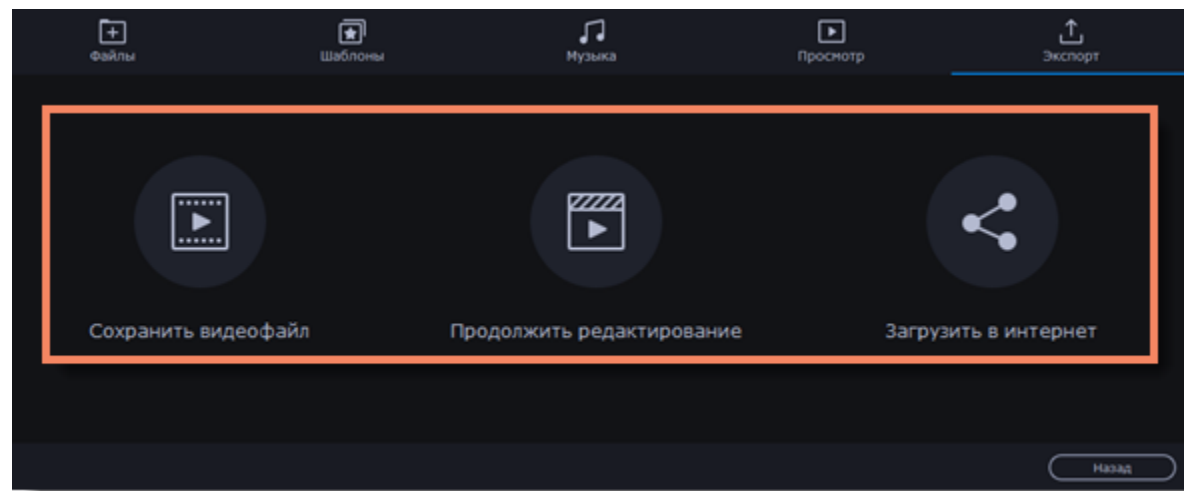 Файлы Шаблоны Музыка Просмотр Экспорт
Сохранить видеофайл Продолжить редактирование Загрузить в интернет
Назад